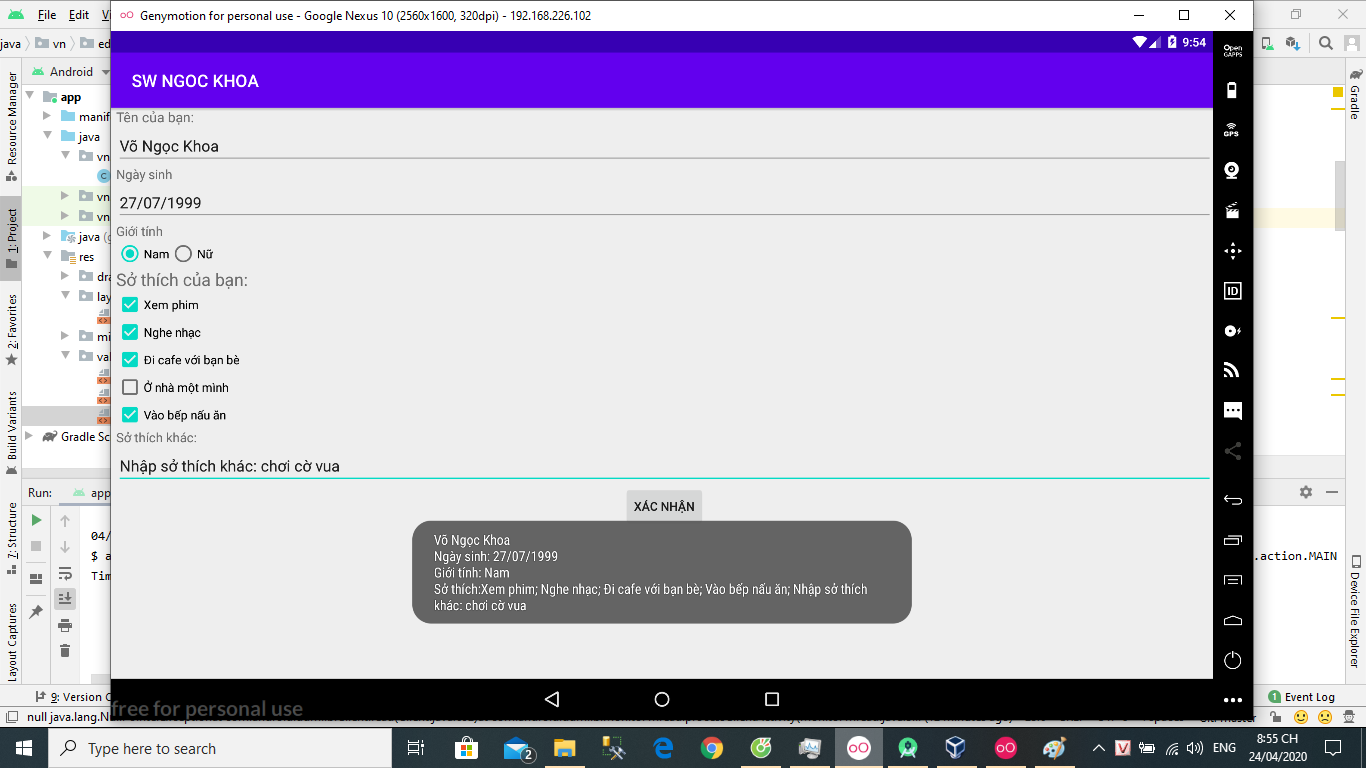 File Edit V
Genymotion for personal use - Google Nexus 10 (2560x1600, 320dpi) - 192.168.226.102
java vn ed
9:54
Android
SW NGOC KHOA
app
manif
java
vn
C
vn
vn
java (g
res
dra
lay
mi
val
Gradle Sc
Resource Manager
1: Project
2: Favorites
Build Variants
7: Structure
Layout Captures
Tên của bạn:
Võ Ngọc Khoa
Ngày sinh
27/07/1999
Giới tính
Nam Nữ
Sở thích của bạn:
Xem phim
Nghe nhạc
Đi cafe với bạn bè
Ở nhà một mình
Vào bếp nấu ăn
Sở thích khác:
Nhập sở thích khác: chơi cờ vua
XÁC NHẬN
Võ Ngọc Khoa
Ngày sinh: 27/07/1999
Giới tính: Nam
Sở thích:Xem phim; Nghe nhạc; Đi cafe với bạn bè; Vào bếp nấu ăn; Nhập sở thích
khác: chơi cờ vua
Open
GAPPS
GPS
ID
Gradle
Device File Explorer
Run: app
04/
$ a
Tim
.action.MAIN
9: Version C
1 Event Log
free for personal use
null java.lang.N
Type here to search
2
ENG
8:55 CH
24/04/2020